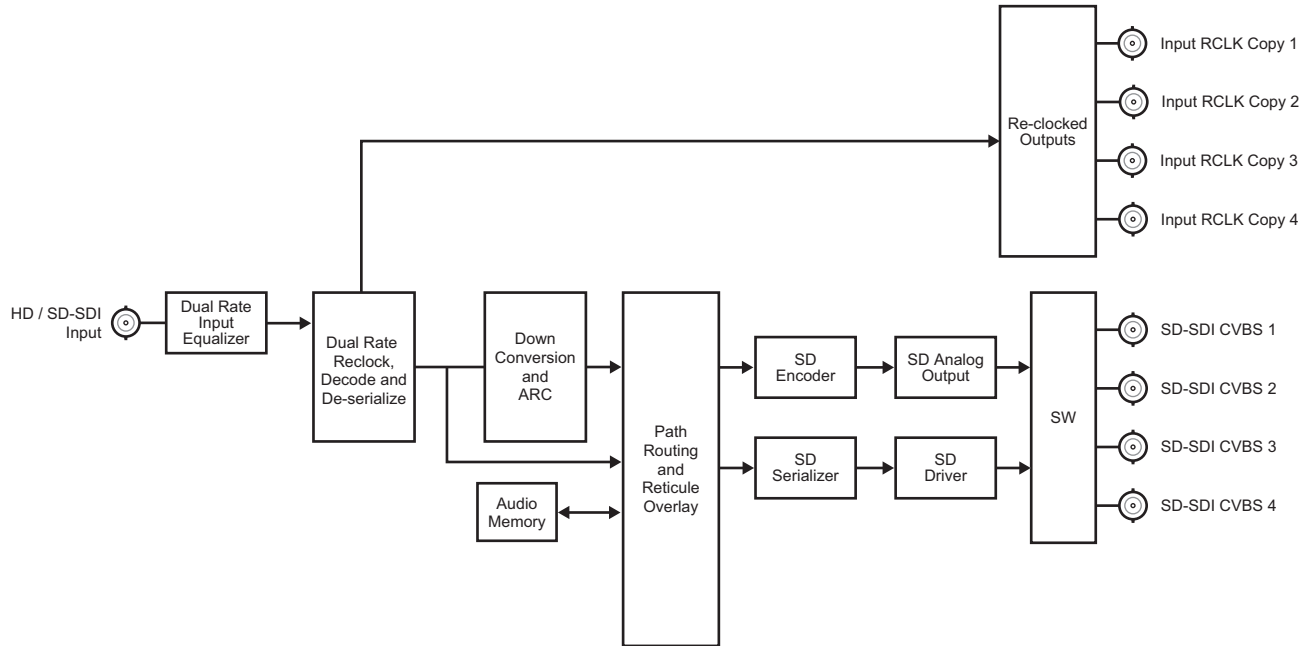 Input RCLK Copy 1
Input RCLK Copy 2
Re-clocked
Outputs
Input RCLK Copy 3
Input RCLK Copy 4
HD / SD-SDI
Input
Dual Rate
Input
Equalizer
Dual Rate
Reclock,
Decode and
De-serialize
Down
Conversion
and
ARC
Audio
Memory
Path
Routing
and
Reticule
Overlay
SD
Encoder
SD Analog
Output
SD
Serializer
SD
Driver
SW
SD-SDI CVBS 1
SD-SDI CVBS 2
SD-SDI CVBS 3
SD-SDI CVBS 4